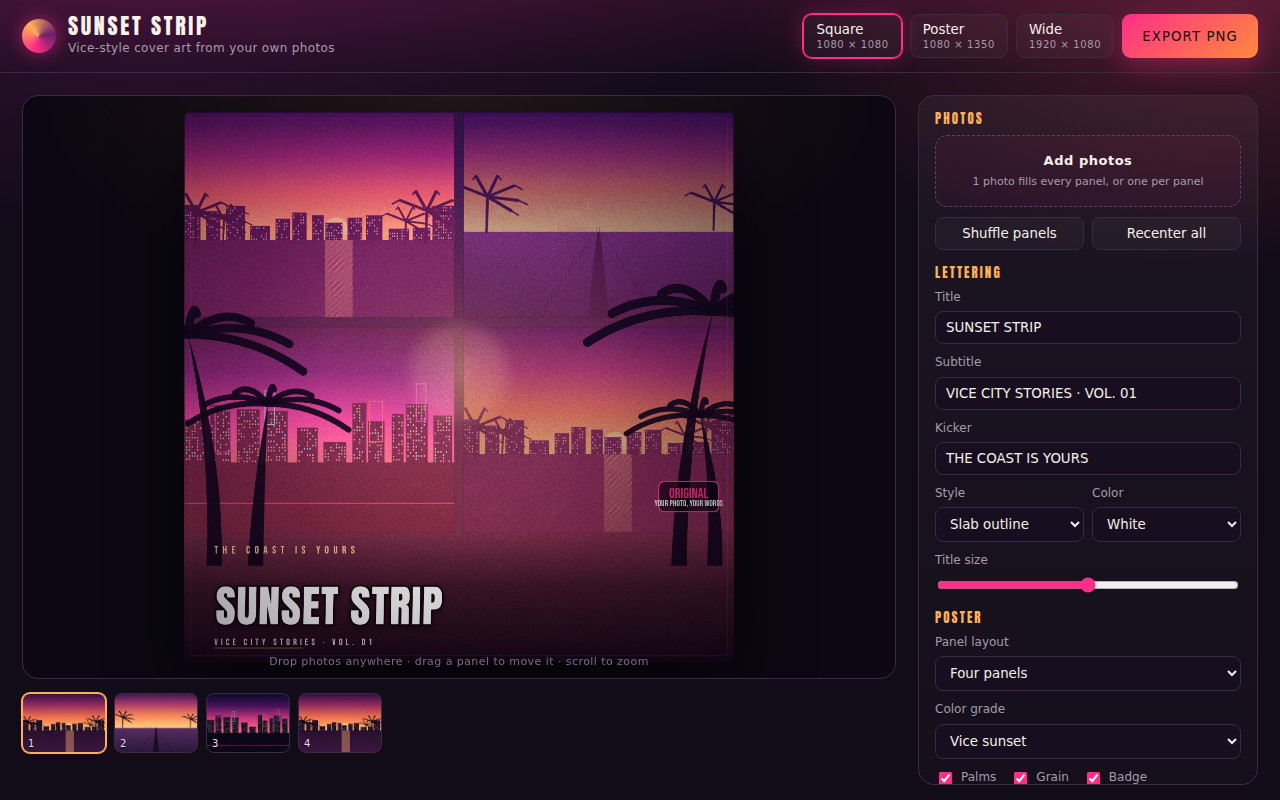 SUNSET STRIP
Vice-style cover art from your own photos
Square
1080 × 1080
Poster
1080 × 1350
Wide
1920 × 1080
EXPORT PNG
ORIGINAL
YOUR PHOTO, YOUR WORDS
THE COAST IS YOURS
SUNSET STRIP
VICE CITY STORIES · VOL. 01
Drop photos anywhere · drag a panel to move it · scroll to zoom
1
2
3
4
PHOTOS
Add photos
1 photo fills every panel, or one per panel
Shuffle panels
Recenter all
LETTERING
Title
SUNSET STRIP
Subtitle
VICE CITY STORIES · VOL. 01
Kicker
THE COAST IS YOURS
Style
Color
Slab outline
White
Title size
POSTER
Panel layout
Four panels
Color grade
Vice sunset
Palms
Grain
Badge